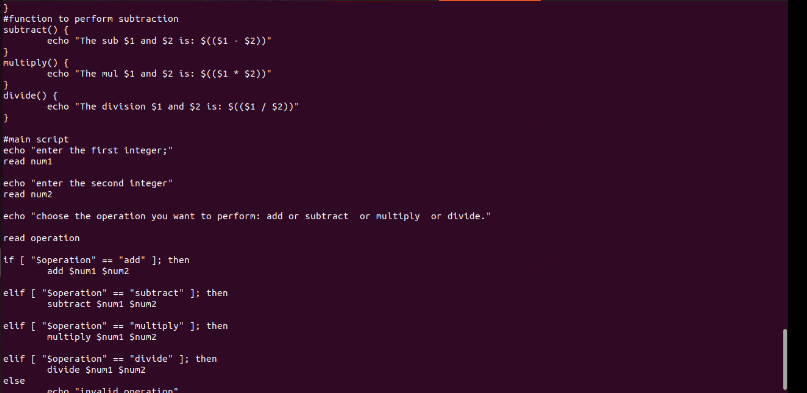 }
#function to perform subtraction
subtract() {
        echo "The sub $1 and $2 is: $(($1 - $2))"
}
multiply() {
        echo "The mul $1 and $2 is: $(($1 * $2))"
}
divide() {
        echo "The division $1 and $2 is: $(($1 / $2))"
}

#main script
echo "enter the first integer;"
read num1

echo "enter the second integer"
read num2

echo "choose the operation you want to perform: add or subtract  or multiply  or divide."

read operation

if [ "$operation" == "add" ]; then
        add $num1 $num2

elif [ "$operation" == "subtract" ]; then
        subtract $num1 $num2

elif [ "$operation" == "multiply" ]; then
        multiply $num1 $num2

elif [ "$operation" == "divide" ]; then
        divide $num1 $num2
else
        echo "invalid operation"